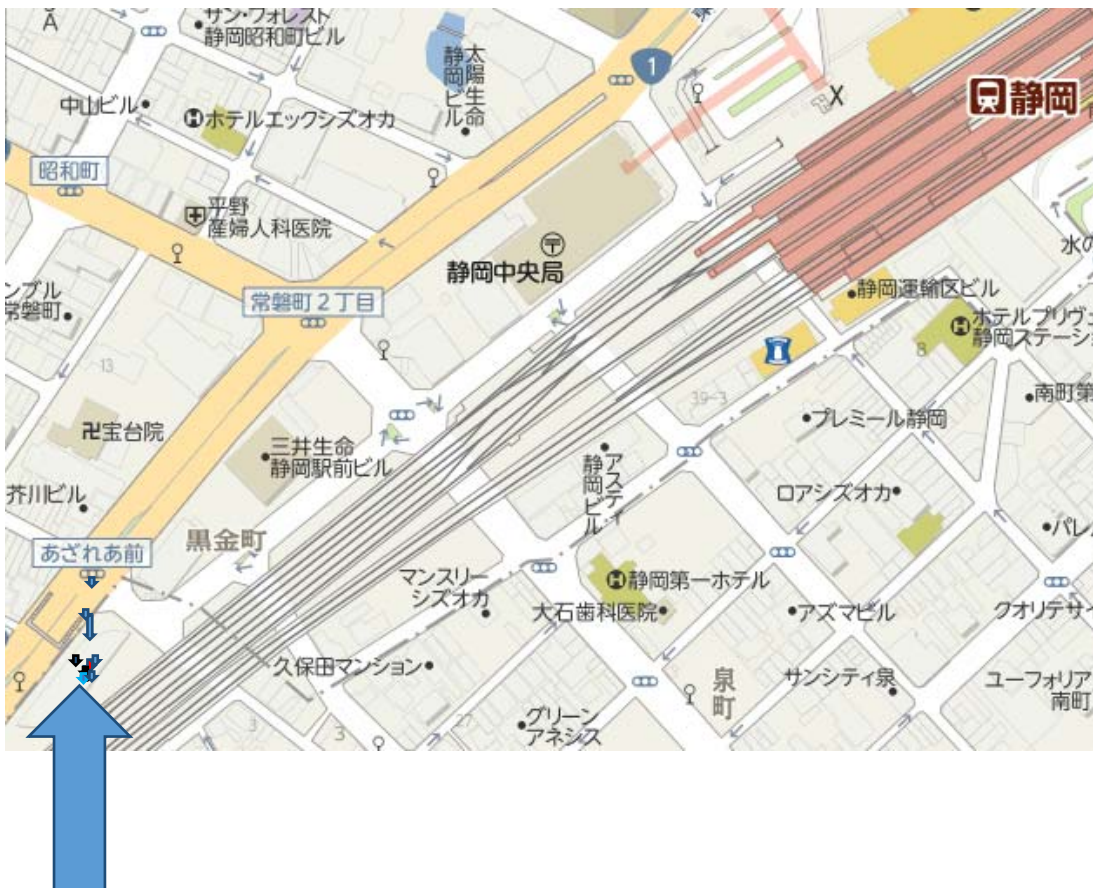 A
サン・フォレスト
静岡昭和町ビル
太陽生命
静岡ビル
1
静岡
中山ビル
H ホテルエックシズオカ
昭和町
平野
産婦人科医院
静岡中央局
水の
ンブル
常磐町
常磐町2丁目
静岡運輸区ビル
H ホテルプリヴ
静岡ステーシ
13
8
39-3
南町第
プレミール静岡
卍宝台院
三井生命
静岡駅前ビル
アスティ
静岡ビル
ロアシズオカ
芥川ビル
パレ
黒金町
あざれあ前
マンスリー
シズオカ
H 静岡第一ホテル
大石歯科医院
アズマビル
クオリテサイ
久保田マンション
泉町
サンシティ泉
ユーフォリア
南町
3
3
27
グリーン
アネシス